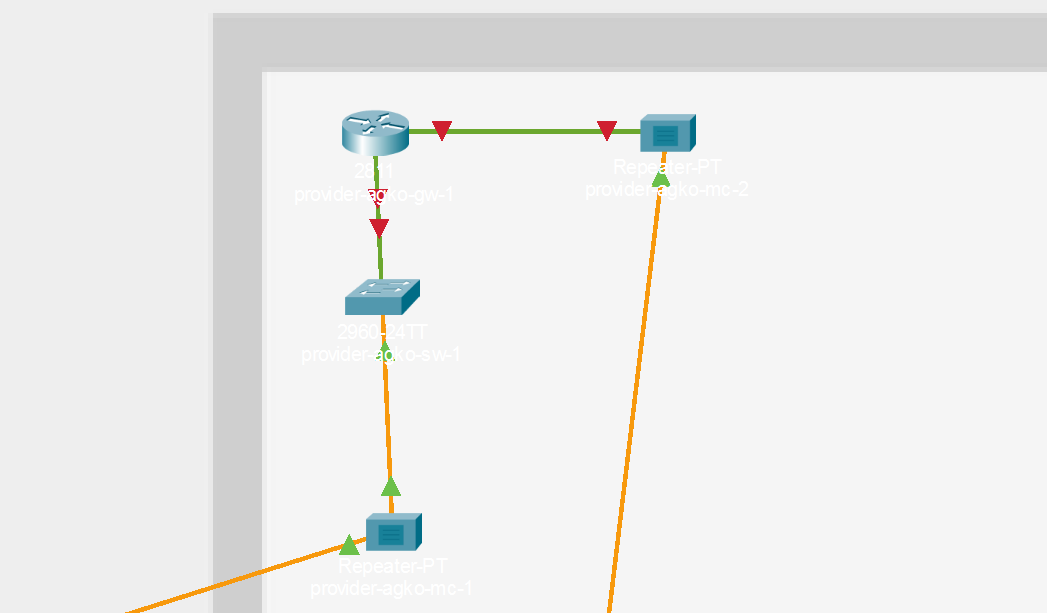 2811
provider-agko-gw-1
Repeater-PT
provider-agko-mc-2
2960-24TT
provider-agko-sw-1
Repeater-PT
provider-agko-mc-1